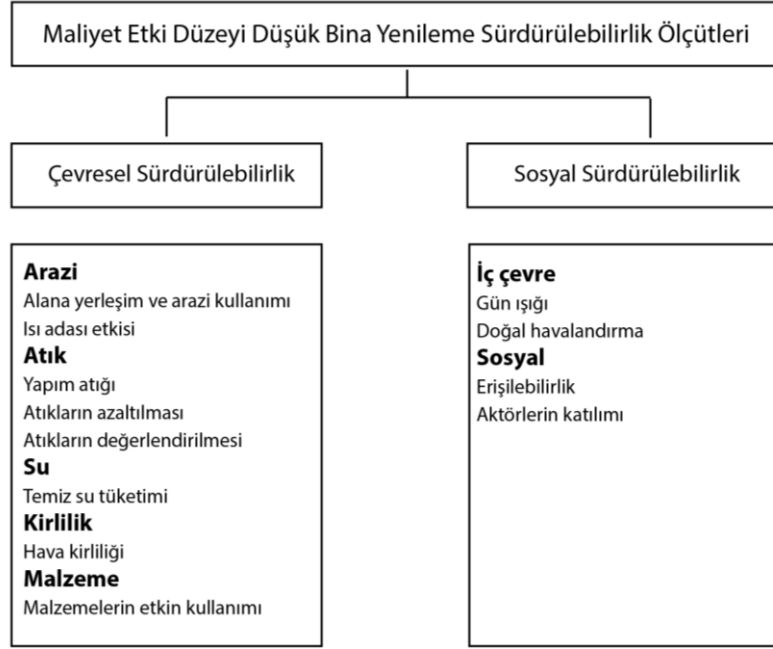 Maliyet Etki Düzeyi Düşük Bina Yenileme Sürdürülebilirlik Ölçütleri
Çevresel Sürdürülebilirlik
Sosyal Sürdürülebilirlik
Arazi
Alana yerleşim ve arazi kullanımı
Isı adası etkisi
Atık
Yapım atığı
Atıkların azaltılması
Atıkların değerlendirilmesi
Su
Temiz su tüketimi
Kirlilik
Hava kirliliği
Malzeme
Malzemelerin etkin kullanımı
İç çevre
Gün ışığı
Doğal havalandırma
Sosyal
Erişilebilirlik
Aktörlerin katılımı